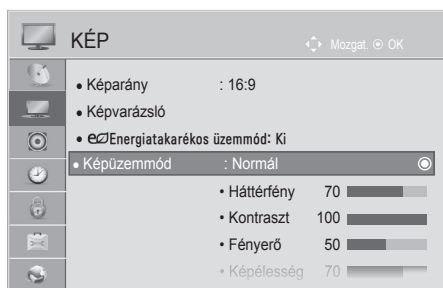 KÉP
Mozgat. OK
• Képarány : 16:9
• Képvarázsló
• Energiatakarékos üzemmód: Ki
• Képüzemmód : Normál
• Háttérfény 70
• Kontraszt 100
• Fényerő 50
• Képélesség 70